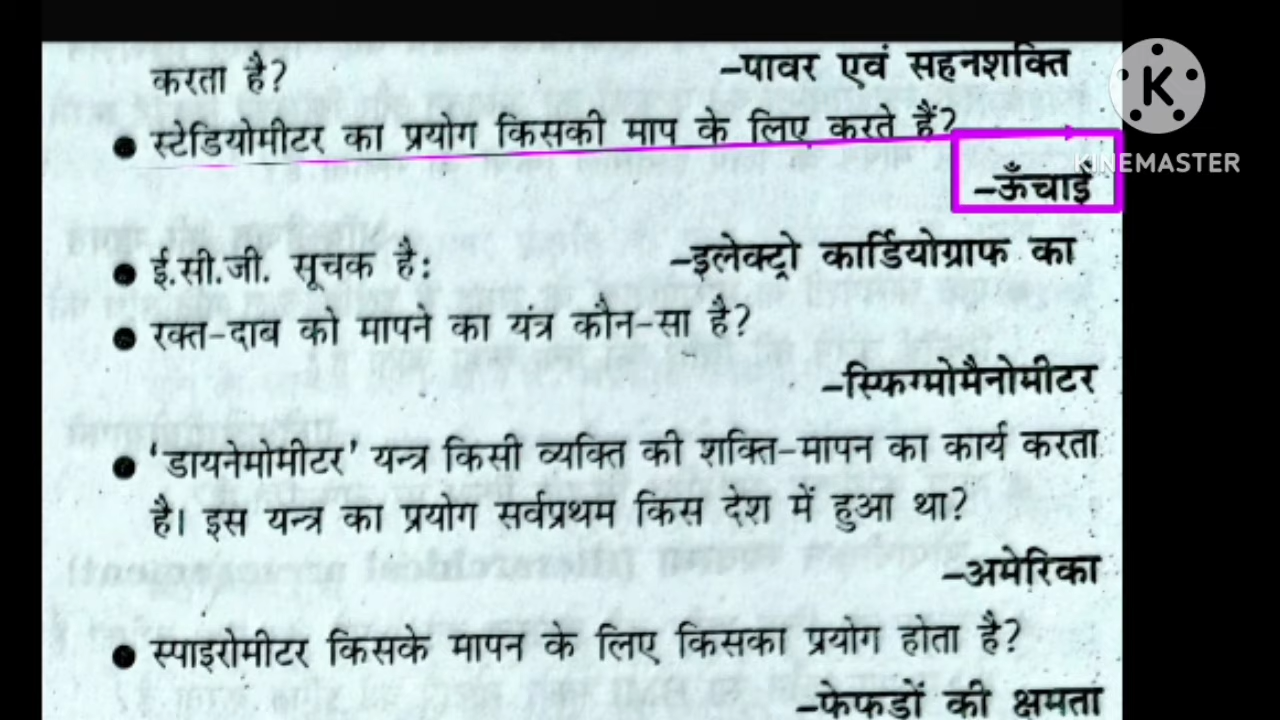 करता है? -पावर एवं सहनशक्ति
K
● स्टेडियोमीटर का प्रयोग किसकी माप के लिए करते हैं?
KINEMASTER
-ऊँचाई
● ई.सी.जी. सूचक है: -इलेक्ट्रो कार्डियोग्राफ का
● रक्त-दाब को मापने का यंत्र कौन-सा है?
-स्फिग्मोमैनोमीटर
● 'डायनेमोमीटर' यन्त्र किसी व्यक्ति की शक्ति-मापन का कार्य करता
है। इस यन्त्र का प्रयोग सर्वप्रथम किस देश में हुआ था?
-अमेरिका
● स्पाइरोमीटर किसके मापन के लिए किसका प्रयोग होता है?
-फेफडों की क्षमता